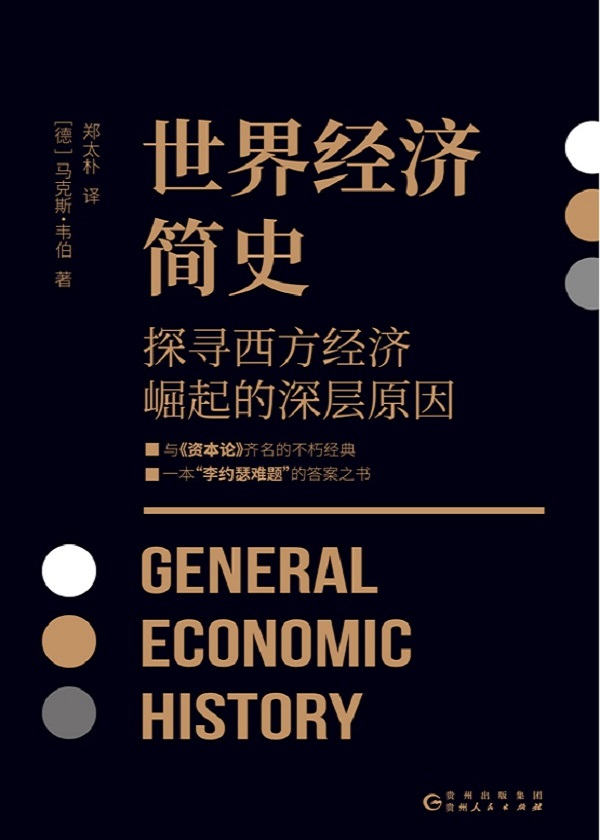 世界经济
简史
[德]马克斯·韦伯 著
郑太朴 译
探寻西方经济
崛起的深层原因
■与《资本论》齐名的不朽经典
■一本“李约瑟难题”的答案之书
GENERAL
ECONOMIC
HISTORY
贵州出版集团
贵州人民出版社